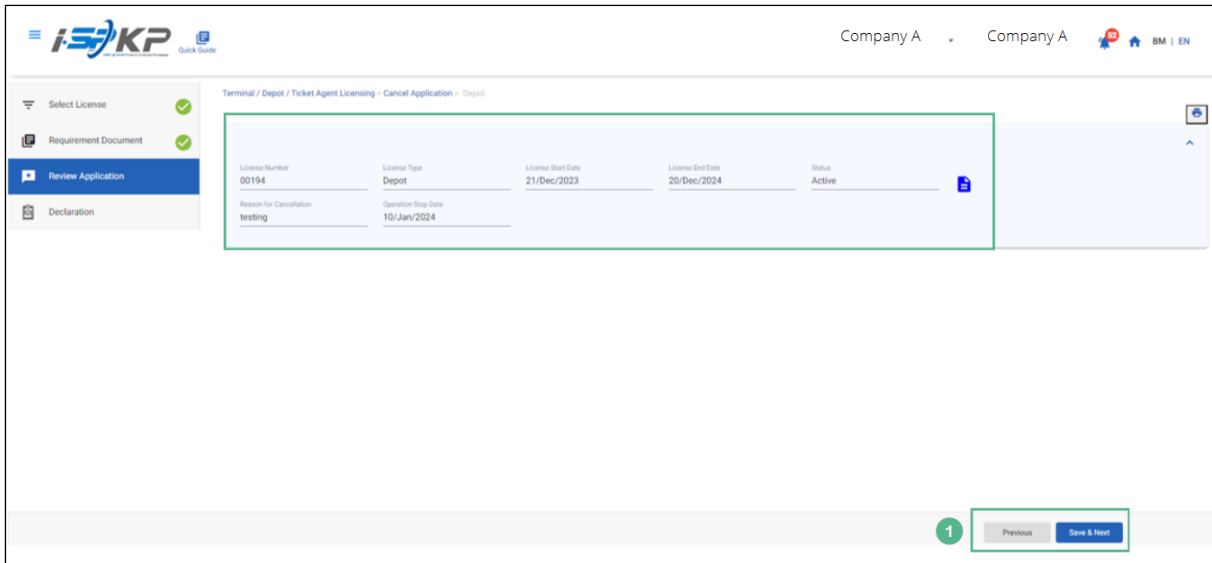 i-SPKP
Quick Guide
Company A
Company A
52
BM | EN
Select License
Requirement Document
Review Application
Declaration
Terminal / Depot / Ticket Agent Licensing > Cancel Application > Depot
License Number
00194
License Type
Depot
License Start Date
21/Dec/2023
License End Date
20/Dec/2024
Status
Active
Reason for Cancellation
testing
Operation Stop Date
10/Jan/2024
1
Previous
Save & Next